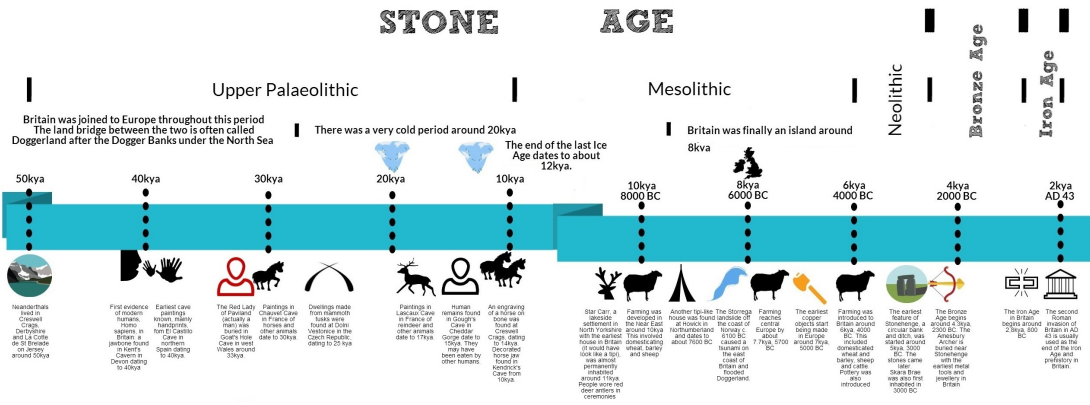 STONE AGE
Upper Palaeolithic
Mesolithic
Neolithic
Bronze Age
Iron Age
Britain was joined to Europe throughout this period
The land bridge between the two is often called
Doggerland after the Dogger Banks under the North Sea
There was a very cold period around 20kya
The end of the last Ice
Age dates to about
12kya.
Britain was finally an island around
8kya
50kya
40kya
30kya
20kya
10kya
10kya
8000 BC
8kya
6000 BC
6kya
4000 BC
4kya
2000 BC
2kya
AD 43
Neanderthals
lived in
Creswell
Crags,
Derbyshire
and La Cotte
de St Brelade
on Jersey
around 50kya
First evidence
of modern
humans,
Homo
sapiens, in
Britain: a
jawbone found
in Kent's
Cavern in
Devon dating
to 40kya
Earliest cave
paintings
known, mainly
handprints,
fom El Castillo
Cave in
northern
Spain dating
to 40kya.
The Red Lady
of Paviland
(actually a
man) was
buried in
Goat's Hole
Cave in west
Wales around
33kya.
Paintings in
Chauvet Cave
in France of
horses and
other animals
date to 30kya.
Dwellings made
from mammoth
tusks were
found at Dolni
Vestonice in the
Czech Republic,
dating to 25 kya
Paintings in
Lascaux Cave
in France of
reindeer and
other animals
date to 17kya.
Human
remains found
in Gough's
Cave in
Cheddar
Gorge date to
15kya. They
may have
been eaten by
other humans
An engraving
of a horse on
bone was
found at
Creswell
Crags, dating
to 14kya
Decorated
horse jaw found
in Kendrick's
Cave from
10kya.
Star Carr, a
lakeside
settlement in
North Yorkshire
with the earliest
house in Britain
(it would have
look like a tipi),
was almost
permanently
inhabited
around 11kya.
People wore red
deer antlers in
ceremonies
Farming was
developed in
the Near East
around 10kya
This involved
domesticated
wheat, barley
and sheep
Another tipi-like
house was found
at Howick in
Northumberland
and dates to
about 7600 BC
The Storrega
landslide off
the coast of
Norway c.
6100 BC
caused a
tsunami on
the east
coast of
Britain and
flooded
Doggerland.
Farming
reaches
central
Europe by
about
7.7kya, 5700
BC
The earliest
copper
objects start
being made
in Europe
around 7kya,
5000 BC
Farming was
introduced to
Britain around
6kya. 4000
BC. This
included
domesticated
wheat and
barley, sheep
and cattle
Pottery was
also
introduced
The earliest
feature of
Stonehenge, a
circular bank
and ditch, was
started around
5kya, 3000
BC. The
stones came
later
Skara Brae
was also first
inhabited in
3000 BC
The Bronze
Age begins
around 4.3kya,
2300 BC. The
Amesbury
Archer is
buried near
Stonehenge
with the
earliest metal
tools and
jewellery in
Britain
The Iron Age
in Britain
begins around
2.8kya, 800
BC
The second
Roman
invasion of
Britain in AD
43 is usually
used as the
end of the Iron
Age and
prehistory in
Britain